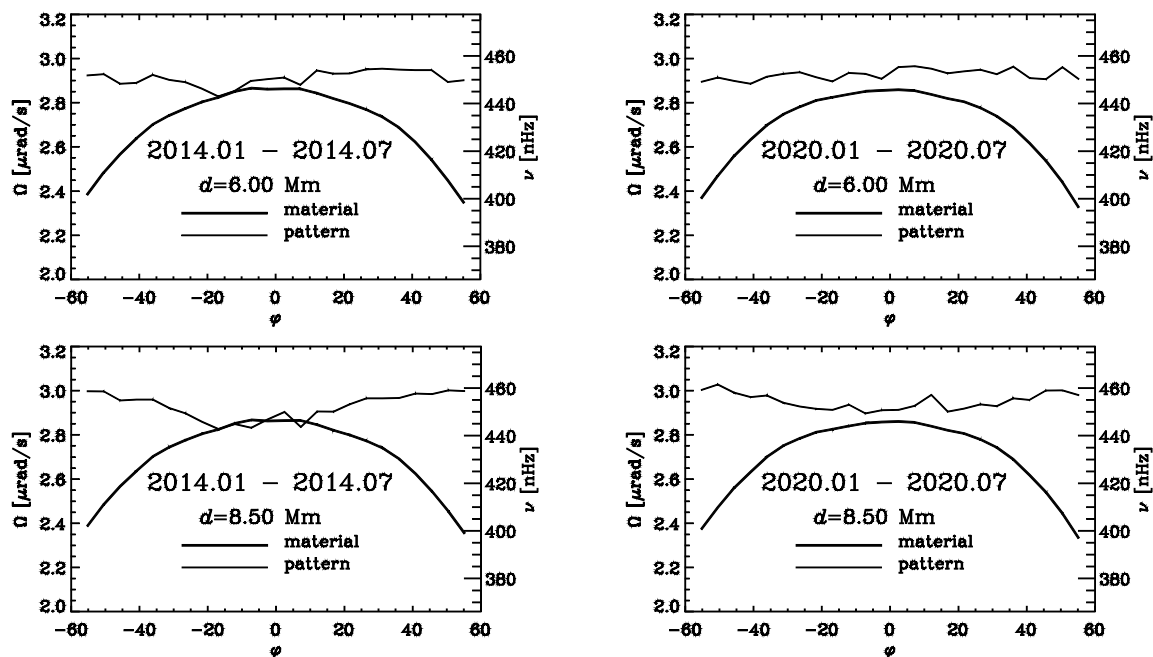 3.2
3.0
2.8
2.6
2.4
2.2
2.0
Ω [μrad/s]
460
440
420
400
380
ν [nHz]
2014.01 − 2014.07
d=6.00 Mm
material
pattern
−60 −40 −20 0 20 40 60
φ
3.2
3.0
2.8
2.6
2.4
2.2
2.0
Ω [μrad/s]
460
440
420
400
380
ν [nHz]
2020.01 − 2020.07
d=6.00 Mm
material
pattern
−60 −40 −20 0 20 40 60
φ
3.2
3.0
2.8
2.6
2.4
2.2
2.0
Ω [μrad/s]
460
440
420
400
380
ν [nHz]
2014.01 − 2014.07
d=8.50 Mm
material
pattern
−60 −40 −20 0 20 40 60
φ
3.2
3.0
2.8
2.6
2.4
2.2
2.0
Ω [μrad/s]
460
440
420
400
380
ν [nHz]
2020.01 − 2020.07
d=8.50 Mm
material
pattern
−60 −40 −20 0 20 40 60
φ